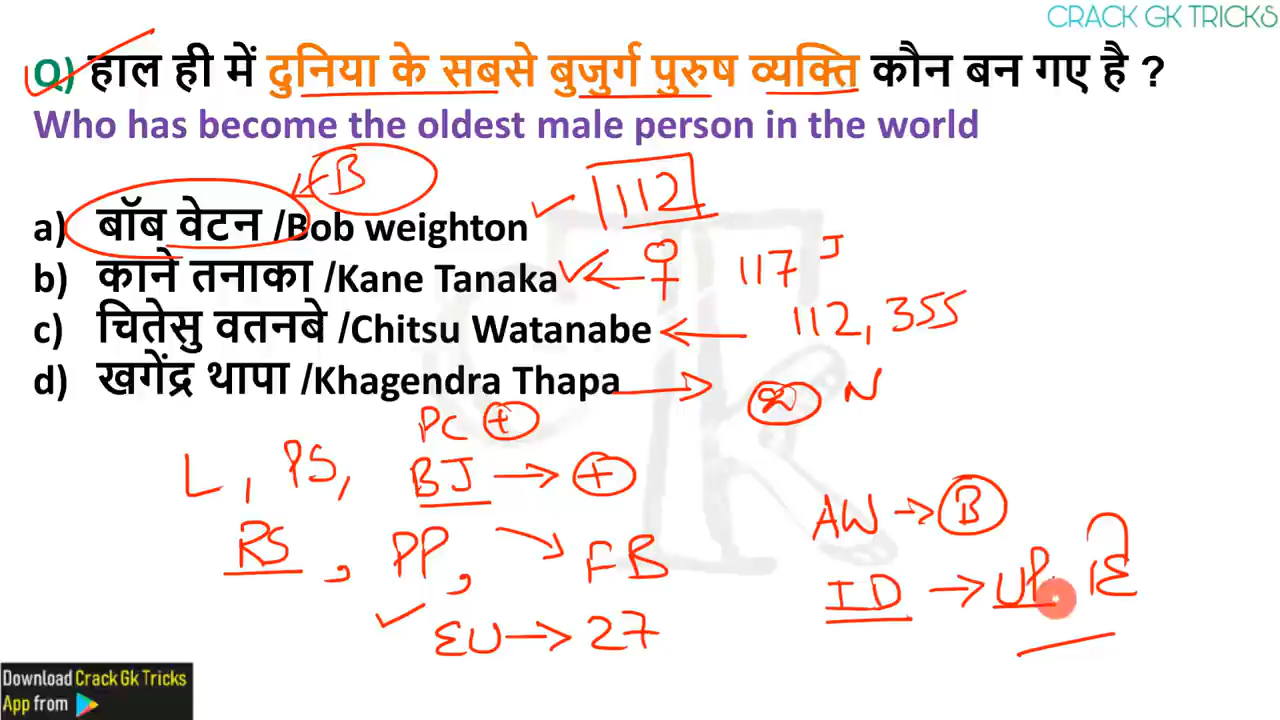 CRACK GK TRICKS
Q) हाल ही में दुनिया के सबसे बुजुर्ग पुरुष व्यक्ति कौन बन गए है ?
Who has become the oldest male person in the world
B
a) बॉब वेटन /Bob weighton 112
b) काने तनाका /Kane Tanaka 117 J
c) चितेसु वतनबे /Chitsu Watanabe 112, 355
d) खगेंद्र थापा /Khagendra Thapa N
PC +
L, PS, BJ → +
AW → B
RS, PP, FB
ID → UP
EU → 27
Download Crack Gk Tricks
App from